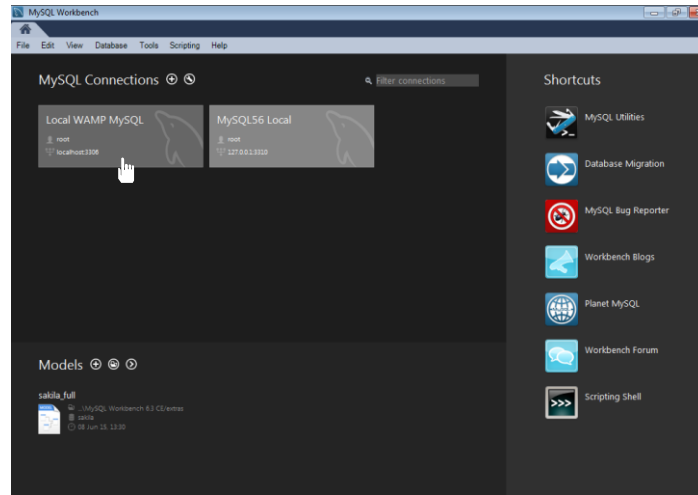 MySQL Workbench
File Edit View Database Tools Scripting Help
MySQL Connections
Filter connections
Local WAMP MySQL
root
localhost:3306
MySQL56 Local
root
127.0.0.1:3310
Models
sakila_full
...\MySQL Workbench 6.3 CE/extras
sakila
08 Jun 15, 13:30
Shortcuts
MySQL Utilities
Database Migration
MySQL Bug Reporter
Workbench Blogs
Planet MySQL
Workbench Forum
>>>
Scripting Shell